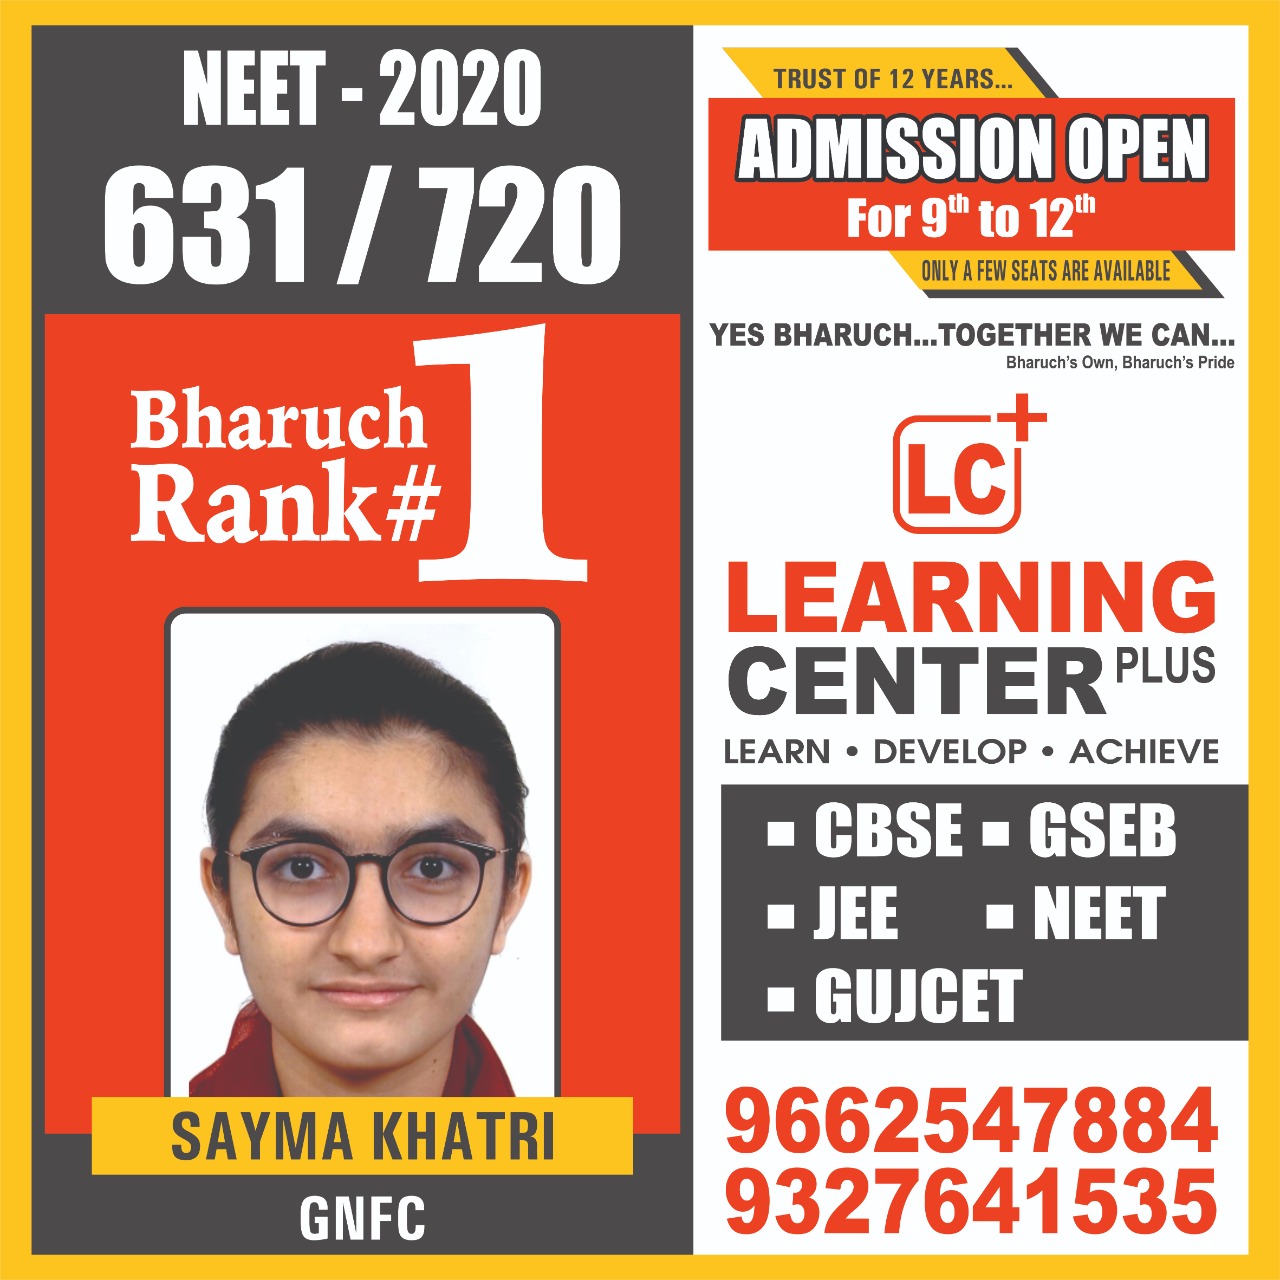 NEET - 2020
631 / 720
Bharuch
Rank# 1
SAYMA KHATRI
GNFC
TRUST OF 12 YEARS...
ADMISSION OPEN
For 9th to 12th
ONLY A FEW SEATS ARE AVAILABLE
YES BHARUCH...TOGETHER WE CAN...
Bharuch's Own, Bharuch's Pride
LC+
LEARNING
CENTER PLUS
LEARN • DEVELOP • ACHIEVE
▪ CBSE ▪ GSEB
▪ JEE ▪ NEET
▪ GUJCET
9662547884
9327641535